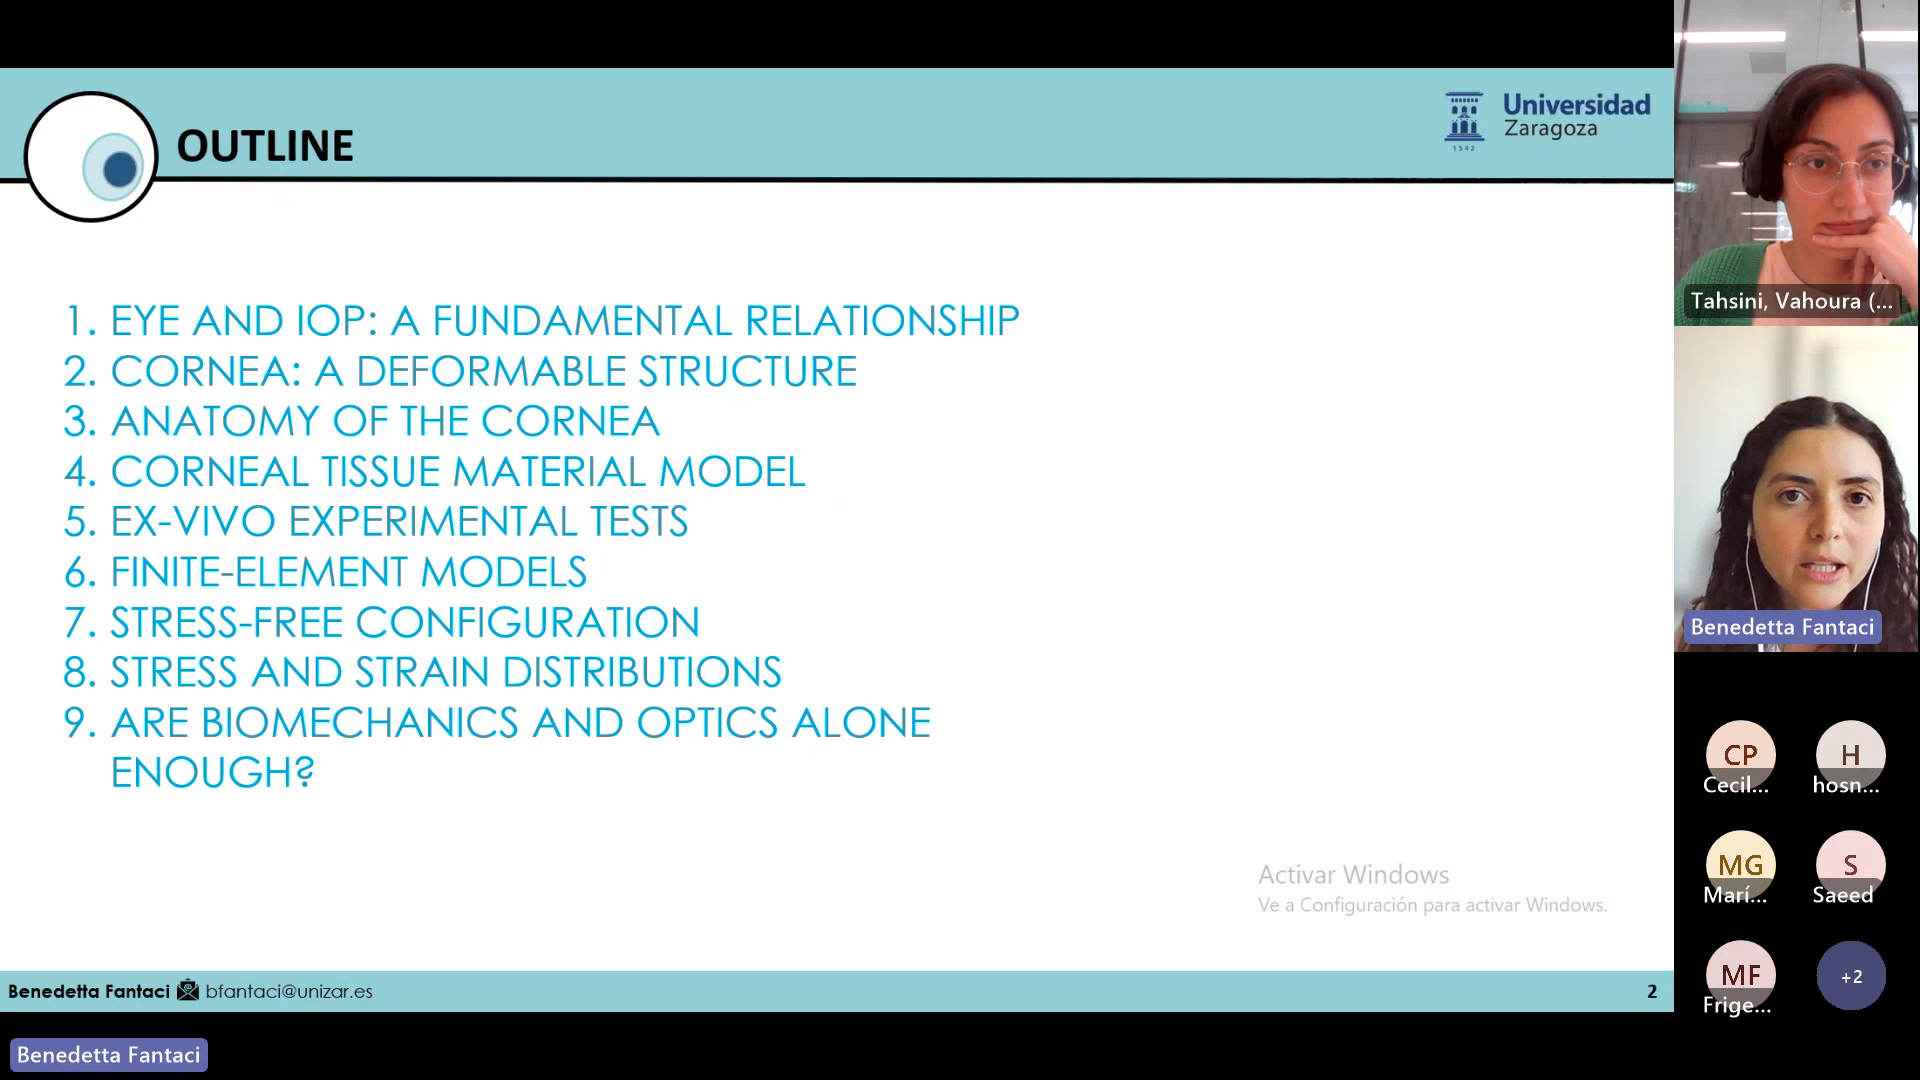 OUTLINE
Universidad
Zaragoza
1542
1. EYE AND IOP: A FUNDAMENTAL RELATIONSHIP
2. CORNEA: A DEFORMABLE STRUCTURE
3. ANATOMY OF THE CORNEA
4. CORNEAL TISSUE MATERIAL MODEL
5. EX-VIVO EXPERIMENTAL TESTS
6. FINITE-ELEMENT MODELS
7. STRESS-FREE CONFIGURATION
8. STRESS AND STRAIN DISTRIBUTIONS
9. ARE BIOMECHANICS AND OPTICS ALONE
ENOUGH?
Activar Windows
Ve a Configuración para activar Windows.
Benedetta Fantaci bfantaci@unizar.es
2
Benedetta Fantaci
Tahsini, Vahoura (...
Benedetta Fantaci
CP
Cecil...
H
hosn...
MG
Marí...
S
Saeed
MF
Frige...
+2